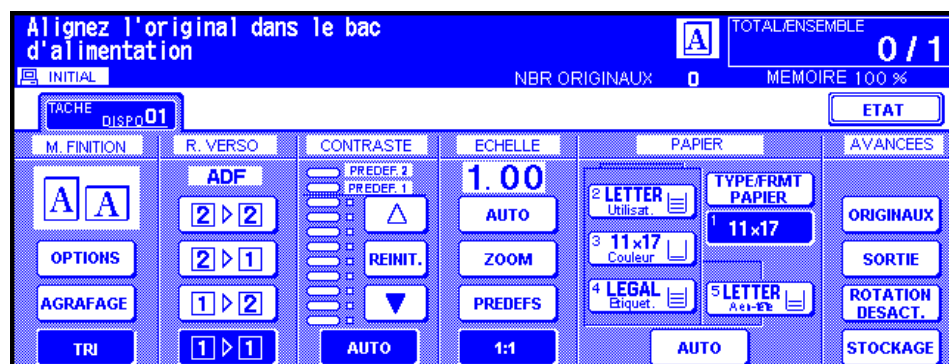 Alignez l'original dans le bac
d'alimentation
TOTAL/ENSEMBLE
0 / 1
INITIAL
NBR ORIGINAUX 0
MEMOIRE 100 %
TACHE
DISPO 01
ETAT
M. FINITION
R. VERSO
CONTRASTE
ECHELLE
PAPIER
AVANCEES
A
A A
OPTIONS
AGRAFAGE
TRI
ADF
2 ▷ 2
2 ▷ 1
1 ▷ 2
1 ▷ 1
PREDEF. 2
PREDEF. 1
△
REINIT.
▼
AUTO
1.00
AUTO
ZOOM
PREDEFS
1:1
2 LETTER
Utilisat.
3 11x17
Couleur
4 LEGAL
Etiquet.
TYPE/FRMT
PAPIER
1 11x17
5 LETTER
AUTO
ORIGINAUX
SORTIE
ROTATION
DESACT.
STOCKAGE